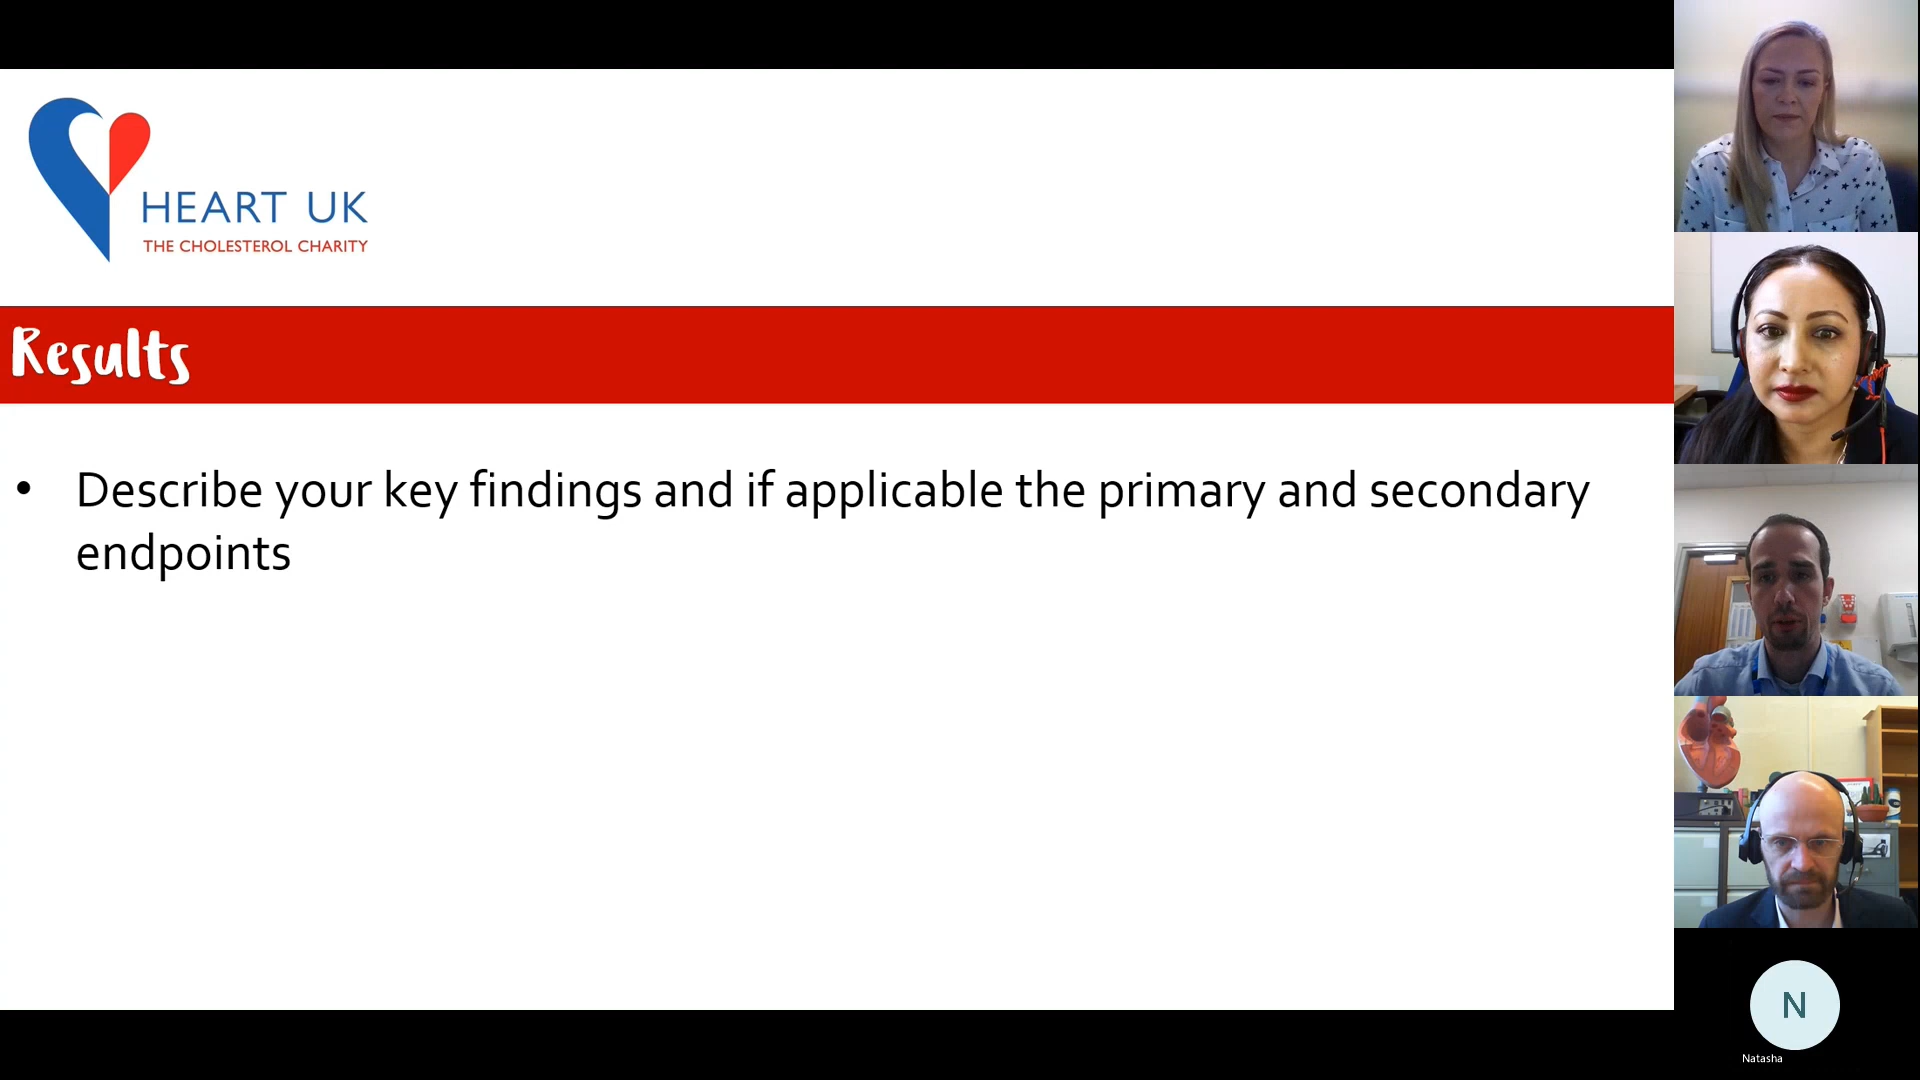 HEART UK
THE CHOLESTEROL CHARITY
Results
• Describe your key findings and if applicable the primary and secondary
endpoints
N
Natasha